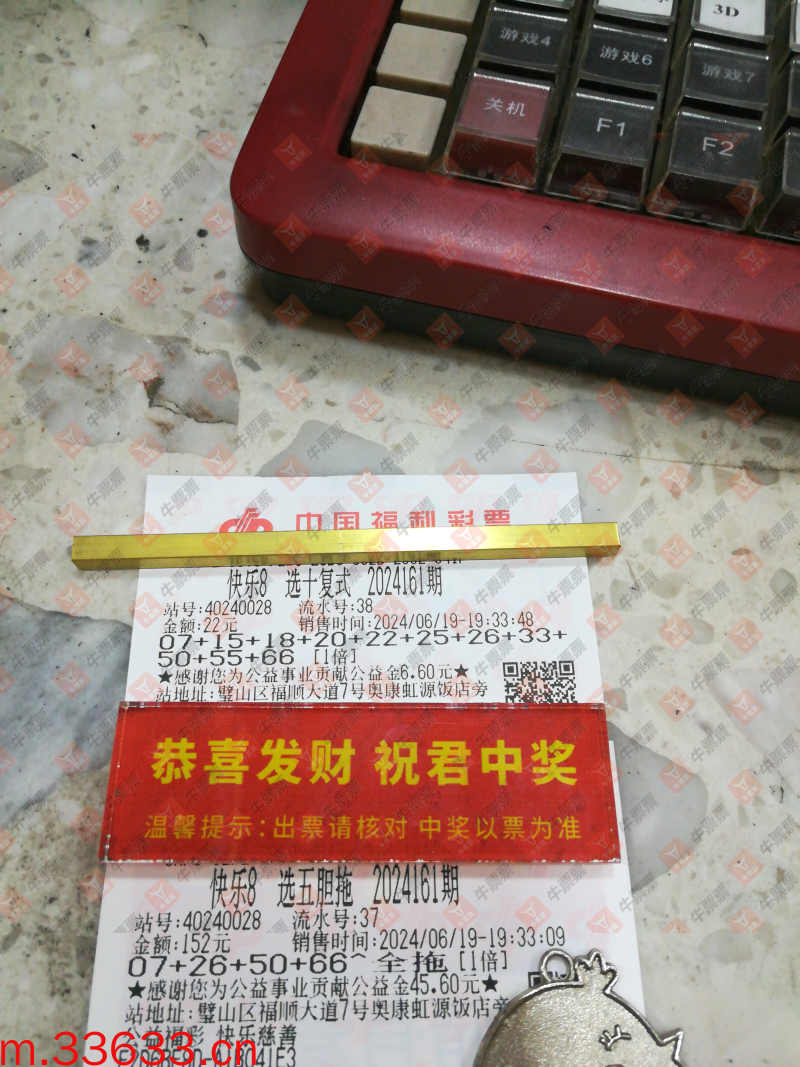 3D
游戏4
游戏6
游戏7
关机
F1
F2
中国福利彩票
快乐8 选十复式 2024161期
站号:40240028 流水号:38
金额:22元 销售时间:2024/06/19-19:33:48
07+15+18+20+22+25+26+33+
50+55+66 [1倍]
★感谢您为公益事业贡献公益金6.60元★
站地址:璧山区福顺大道7号奥康虹源饭店旁
恭喜发财 祝君中奖
温馨提示:出票请核对 中奖以票为准
快乐8 选五胆拖 2024161期
站号:40240028 流水号:37
金额:152元 销售时间:2024/06/19-19:33:09
07+26+50+66^全拖[1倍]
★感谢您为公益事业贡献公益金45.60元★
站地址:璧山区福顺大道7号奥康虹源饭店旁
公益福彩 快乐慈善
m.33633.cn
牛票票